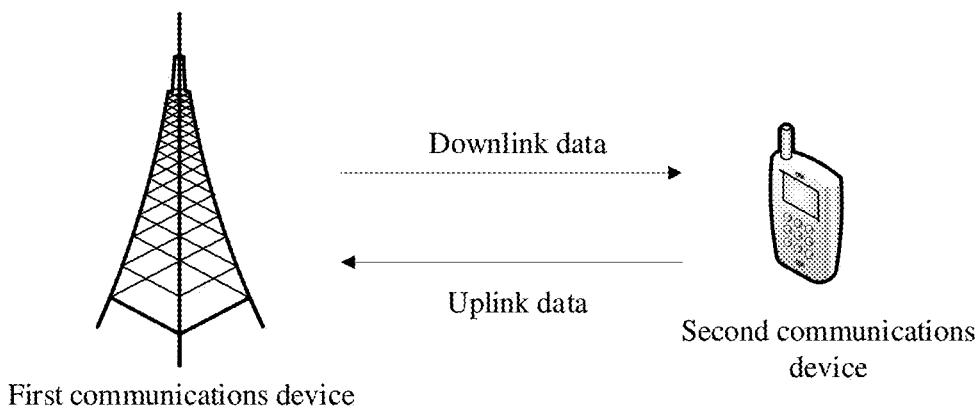 Downlink data
Uplink data
Second communications
device
First communications device